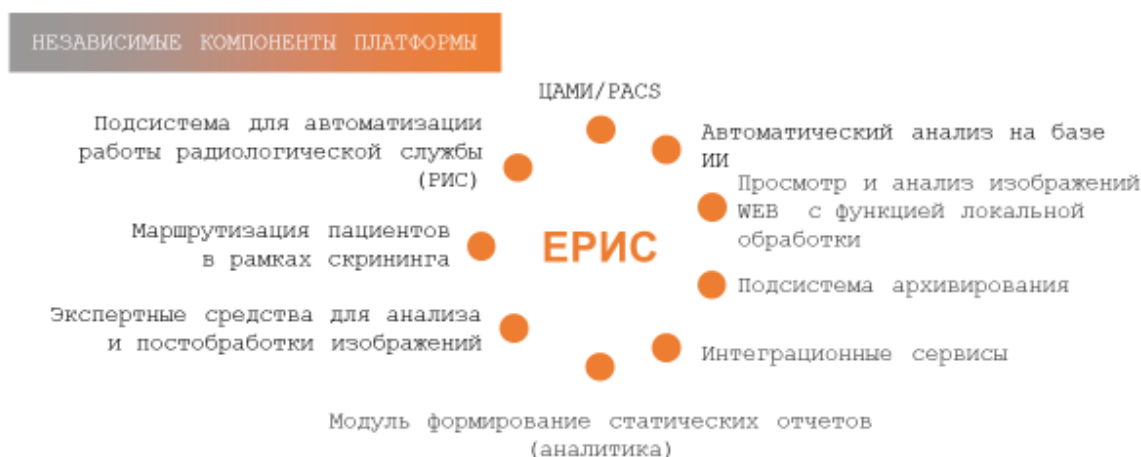 НЕЗАВИСИМЫЕ КОМПОНЕНТЫ ПЛАТФОРМЫ
ЦАМИ/PACS
Подсистема для автоматизации
работы радиологической службы
(РИС)
Автоматический анализ на базе
ИИ
Просмотр и анализ изображений
WEB с функцией локальной
обработки
Маршрутизация пациентов
в рамках скрининга
ЕРИС
Подсистема архивирования
Экспертные средства для анализа
и постобработки изображений
Интеграционные сервисы
Модуль формирование статических отчетов
(аналитика)